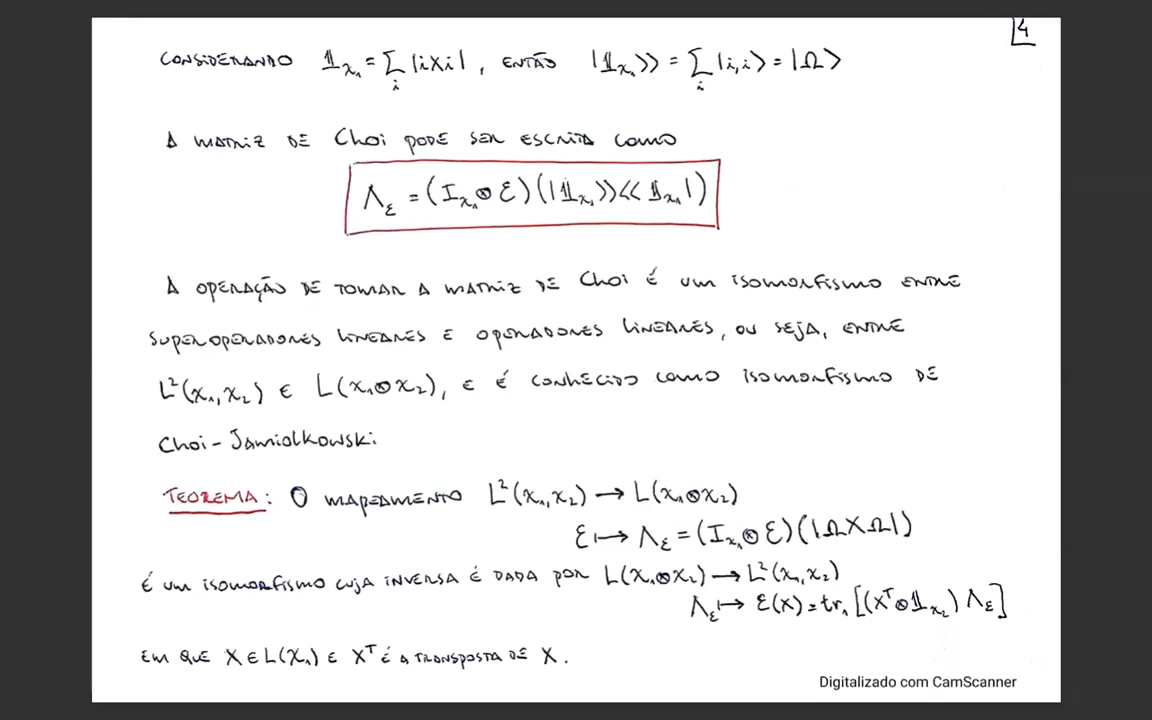 4
CONSIDERANDO 𝟙_{X₁} = Σ_i |i⟩⟨i| , ENTÃO |𝟙_{X₁}⟩⟩ = Σ_i |i,i⟩ = |Ω⟩
A MATRIZ DE Choi PODE SER ESCRITA COMO
Λ_ε = (I_{X₁} ⊗ ε)(|𝟙_{X₁}⟩⟩⟨⟨𝟙_{X₁}|)
A OPERAÇÃO DE TOMAR A MATRIZ DE Choi É UM ISOMORFISMO ENTRE
SUPEROPERADORES LINEARES E OPERADORES LINEARES, OU SEJA, ENTRE
L²(X₁,X₂) E L(X₁⊗X₂), E É CONHECIDO COMO ISOMORFISMO DE
Choi-Jamiolkowski
TEOREMA: O MAPEAMENTO L²(X₁,X₂) → L(X₁⊗X₂)
ε ↦ Λ_ε = (I_{X₁} ⊗ ε)(|Ω⟩⟨Ω|)
É UM ISOMORFISMO CUJA INVERSA É DADA POR L(X₁⊗X₂) → L²(X₁,X₂)
Λ_ε ↦ ε(X) = tr₁[(Xᵀ ⊗ 𝟙_{X₂}) Λ_ε]
EM QUE X ∈ L(X₁) E Xᵀ É A TRANSPOSTA DE X.
Digitalizado com CamScanner